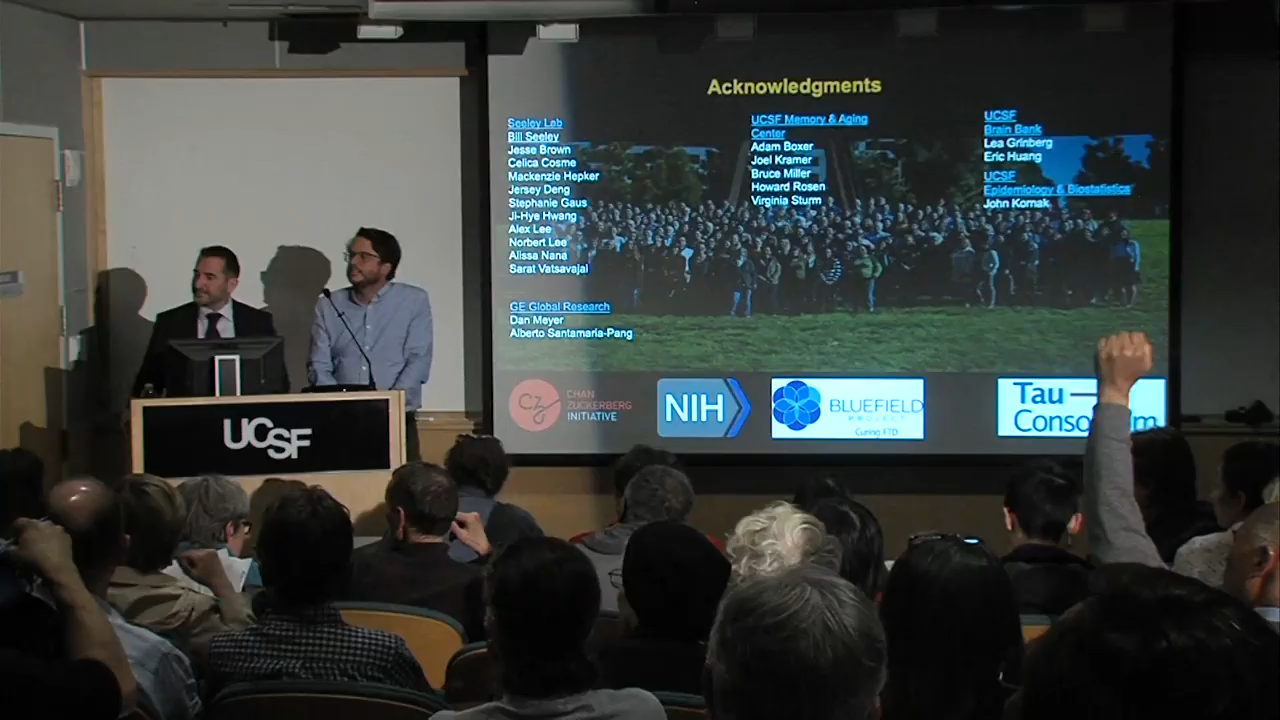 Acknowledgments
Seeley Lab
Bill Seeley
Jesse Brown
Celica Cosme
Mackenzie Hepker
Jersey Deng
Stephanie Gaus
Ji-Hye Hwang
Alex Lee
Norbert Lee
Alissa Nana
Sarat Vatsavajal
GE Global Research
Dan Meyer
Alberto Santamaria-Pang
UCSF Memory & Aging
Center
Adam Boxer
Joel Kramer
Bruce Miller
Howard Rosen
Virginia Sturm
UCSF
Brain Bank
Lea Grinberg
Eric Huang
UCSF
Epidemiology & Biostatistics
John Kornak
CHAN
ZUCKERBERG
INITIATIVE
NIH
BLUEFIELD
PROJECT
Curing FTD
Tau
UCSF